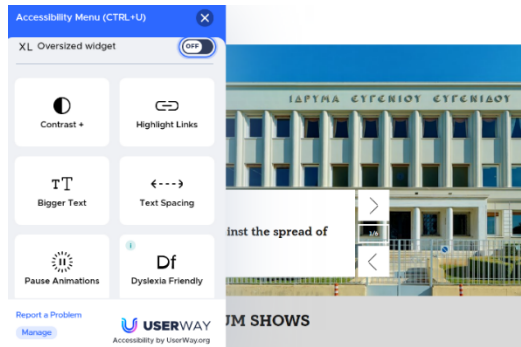 Accessibility Menu (CTRL+U)
XL Oversized widget
OFF
Contrast +
Highlight Links
TT
Bigger Text
Text Spacing
Pause Animations
i
Df
Dyslexia Friendly
Report a Problem
Manage
USERWAY
Accessibility by UserWay.org
ΙΔΡΥΜΑ ΕΥΓΕΝΙΟΥ ΕΥΓΕΝΙΔΟΥ
inst the spread of
1/6
UM SHOWS